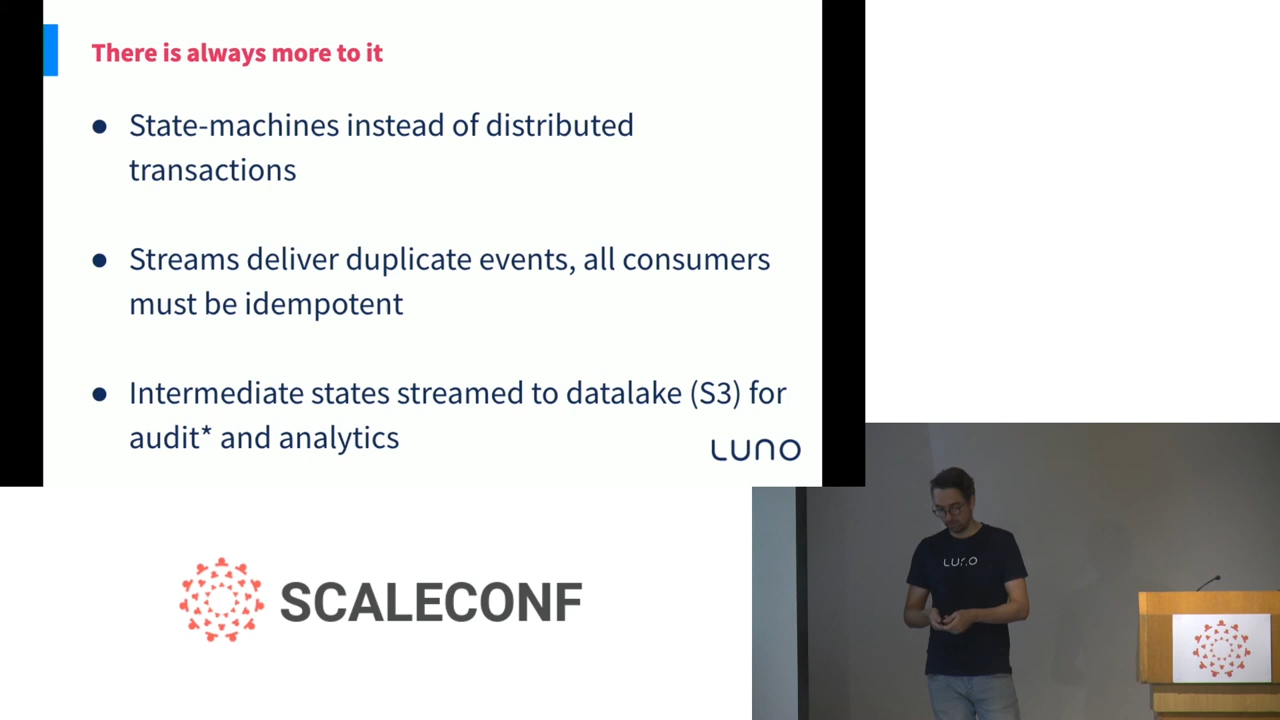 There is always more to it
● State-machines instead of distributed
transactions
● Streams deliver duplicate events, all consumers
must be idempotent
● Intermediate states streamed to datalake (S3) for
audit* and analytics
LUNO
SCALECONF
LUNO